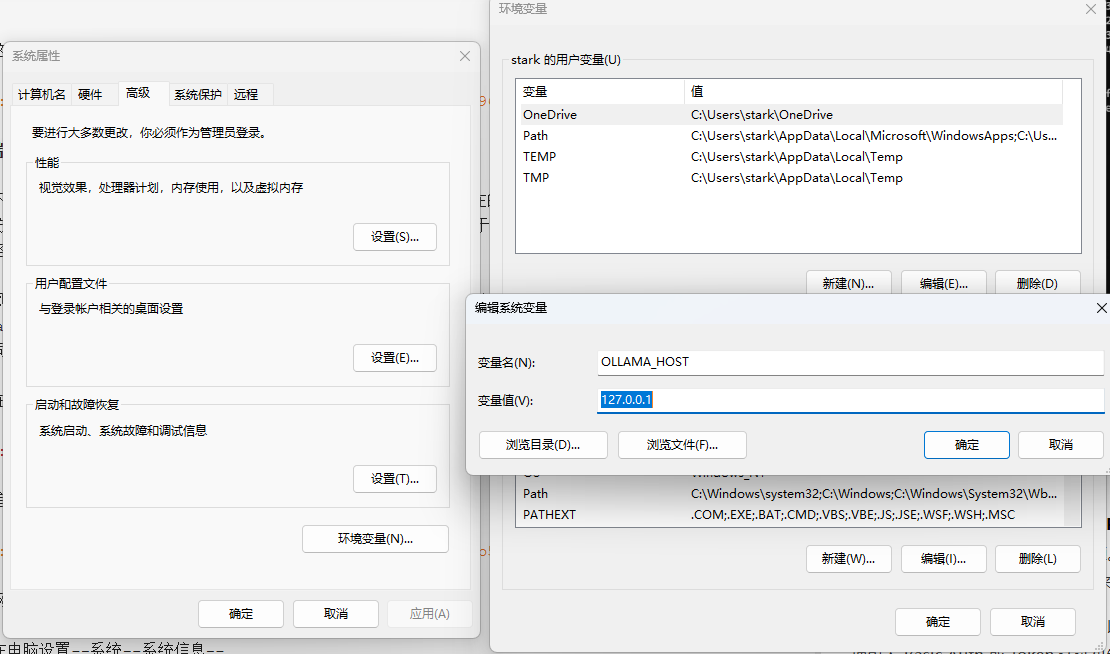 系统属性
计算机名 硬件 高级 系统保护 远程
要进行大多数更改，你必须作为管理员登录。
性能
视觉效果，处理器计划，内存使用，以及虚拟内存
设置(S)...
用户配置文件
与登录帐户相关的桌面设置
设置(E)...
启动和故障恢复
系统启动、系统故障和调试信息
设置(T)...
环境变量(N)...
确定 取消 应用(A)
环境变量
stark 的用户变量(U)
变量 值
OneDrive C:\Users\stark\OneDrive
Path C:\Users\stark\AppData\Local\Microsoft\WindowsApps;C:\Us...
TEMP C:\Users\stark\AppData\Local\Temp
TMP C:\Users\stark\AppData\Local\Temp
新建(N)... 编辑(E)... 删除(D)
编辑系统变量
变量名(N): OLLAMA_HOST
变量值(V): 127.0.0.1
浏览目录(D)... 浏览文件(F)... 确定 取消
Path C:\Windows\system32;C:\Windows;C:\Windows\System32\Wb...
PATHEXT .COM;.EXE;.BAT;.CMD;.VBS;.VBE;.JS;.JSE;.WSF;.WSH;.MSC
新建(W)... 编辑(I)... 删除(L)
确定 取消
在电脑设置--系统--系统信息--